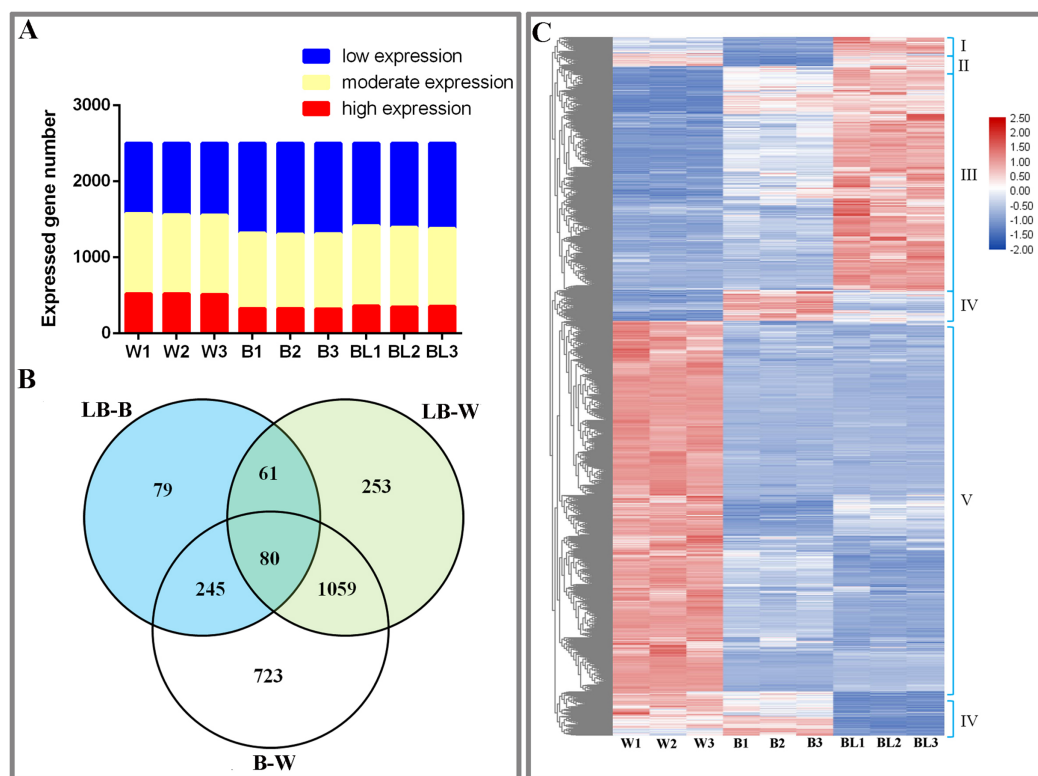 A
low expression
moderate expression
high expression
Expressed gene number
3000
2000
1000
0
W1 W2 W3 B1 B2 B3 BL1 BL2 BL3
B
LB-B
LB-W
79
61
253
80
245
1059
723
B-W
C
I
II
III
IV
V
IV
2.50
2.00
1.50
1.00
0.50
0.00
-0.50
-1.00
-1.50
-2.00
W1 W2 W3 B1 B2 B3 BL1 BL2 BL3